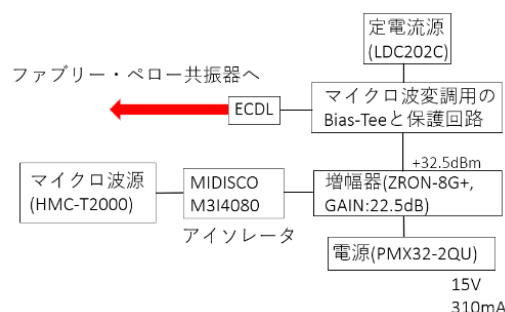 定電流源
(LDC202C)
ファブリー・ペロー共振器へ
ECDL
マイクロ波変調用の
Bias-Teeと保護回路
+32.5dBm
マイクロ波源
(HMC-T2000)
MIDISCO
M3I4080
アイソレータ
増幅器(ZRON-8G+,
GAIN:22.5dB)
電源(PMX32-2QU)
15V
310mA